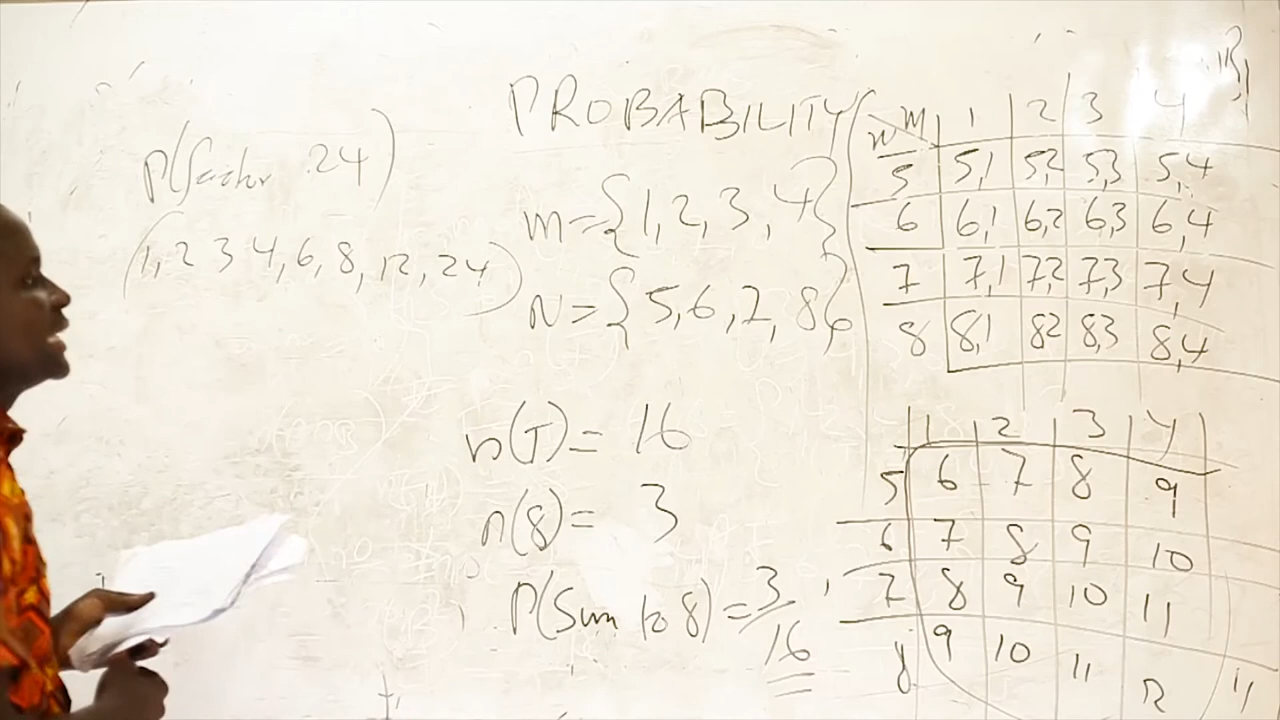 PROBABILITY
P(factor 24)
(1, 2 3 4, 6, 8, 12, 24)
m = {1, 2, 3, 4}
N = {5, 6, 7, 8}
n(T) = 16
n(8) = 3
P(Sum to 8) = 3/16
n m 1 2 3 4
5 5,1 5,2 5,3 5,4
6 6,1 6,2 6,3 6,4
7 7,1 7,2 7,3 7,4
8 8,1 82 8,3 8,4
1 2 3 4
5 6 7 8 9
6 7 8 9 10
7 8 9 10 11
8 9 10 11 12